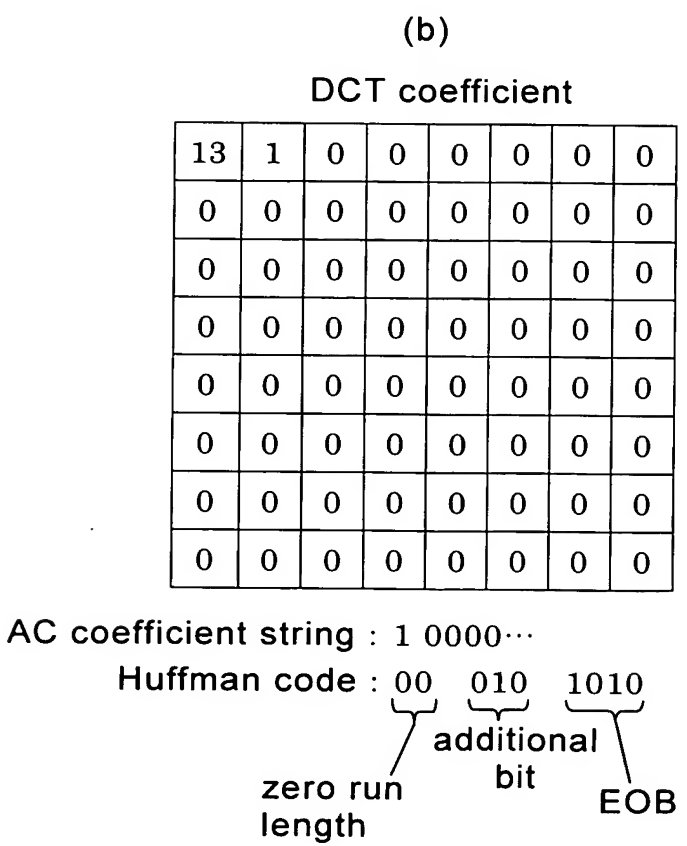 (b)
DCT coefficient
13 1 0 0 0 0 0 0
0 0 0 0 0 0 0 0
0 0 0 0 0 0 0 0
0 0 0 0 0 0 0 0
0 0 0 0 0 0 0 0
0 0 0 0 0 0 0 0
0 0 0 0 0 0 0 0
0 0 0 0 0 0 0 0
AC coefficient string : 1 0000···
Huffman code : 00 010 1010
additional
bit
zero run
length
EOB